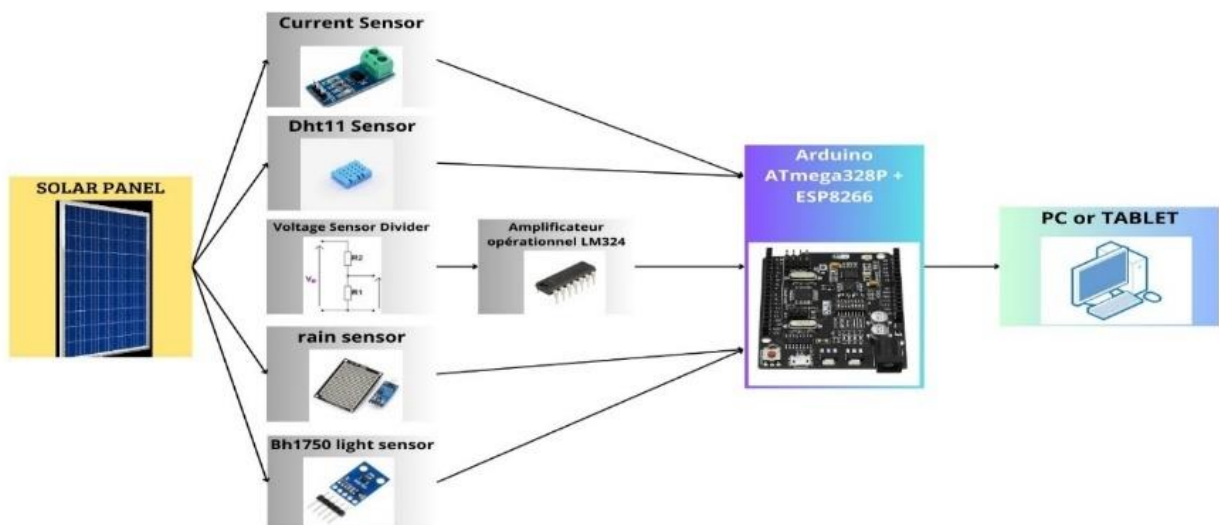 SOLAR PANEL
Current Sensor
Dht11 Sensor
Voltage Sensor Divider
R2
R1
Amplificateur
opérationnel LM324
rain sensor
Bh1750 light sensor
Arduino
ATmega328P +
ESP8266
PC or TABLET